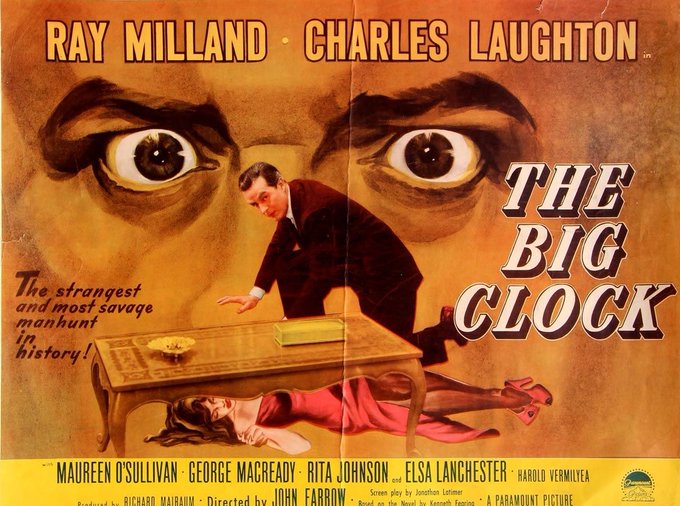 RAY MILLAND · CHARLES LAUGHTON in
THE
BIG
CLOCK
The strangest
and most savage
manhunt
in
history!
with MAUREEN O'SULLIVAN · GEORGE MACREADY · RITA JOHNSON and ELSA LANCHESTER · HAROLD VERMILYEA
Produced by RICHARD MAIBAUM · Directed by JOHN FARROW · Screen play by Jonathan Latimer
Based on the Novel by Kenneth Fearing · A PARAMOUNT PICTURE
Paramount